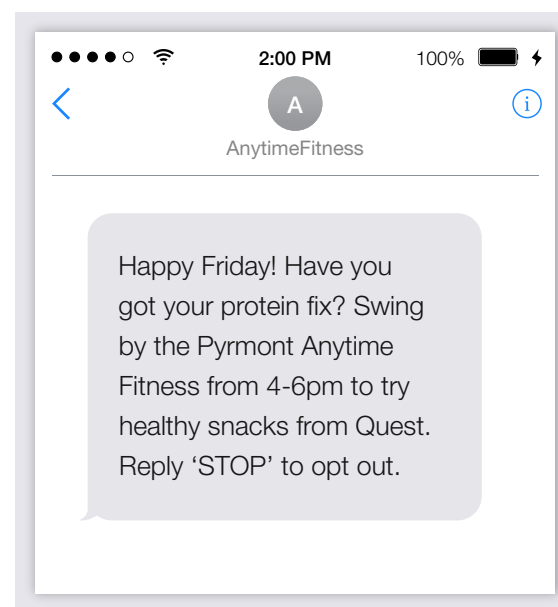 2:00 PM 100%
A
AnytimeFitness
Happy Friday! Have you
got your protein fix? Swing
by the Pyrmont Anytime
Fitness from 4-6pm to try
healthy snacks from Quest.
Reply ‘STOP’ to opt out.